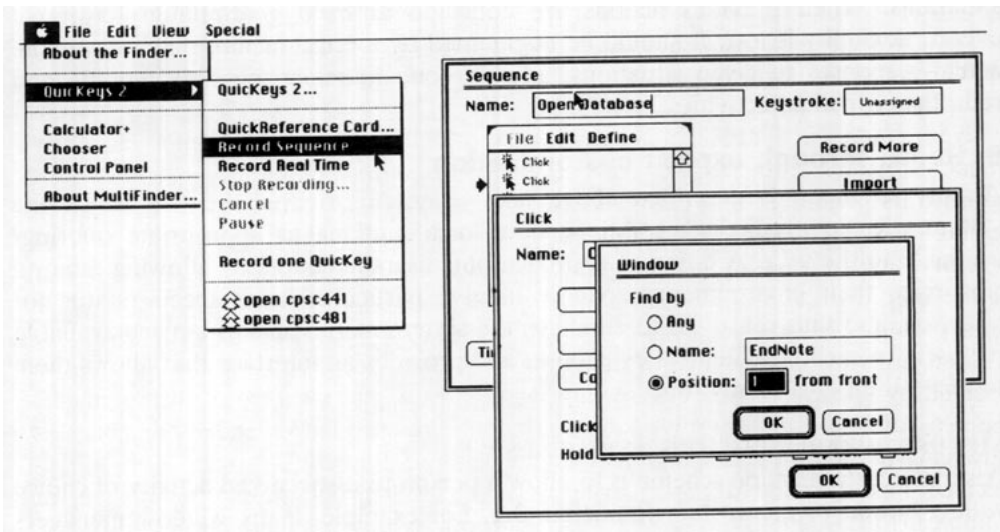 File Edit View Special
About the Finder...
QuicKeys 2
Calculator+
Chooser
Control Panel
About MultiFinder...
QuicKeys 2...
QuickReference Card...
Record Sequence
Record Real Time
Stop Recording...
Cancel
Pause
Record one QuicKey
open cpsc441
open cpsc481
Sequence
Name: Open Database Keystroke: Unassigned
File Edit Define
Click
Click
Record More
Import
Click
Name:
Window
Find by
Any
Name: EndNote
Position: 1 from front
OK Cancel
Click
Hold
OK Cancel